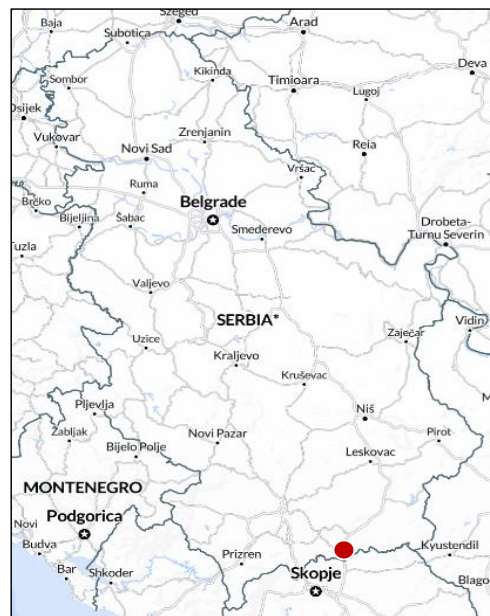 Szeged
Arad
Baja
Subotica
Deva
Kikinda
Timioara
Sombor
Lugoj
Osijek
Zrenjanin
Reia
Vukovar
Novi Sad
Vršac
Ruma
Belgrade
Brčko
Bijeljina
Šabac
Drobeta-
Turnu Severin
Smederevo
Tuzla
Valjevo
SERBIA*
Vidin
Uzice
Zaječar
Kraljevo
Kruševac
Pljevlja
Niš
Žabljak
Novi Pazar
Pirot
Bijelo Polje
Leskovac
MONTENEGRO
Novi
Podgorica
Budva
Prizren
Kyustendil
Bar
Shkoder
Skopje
Blago